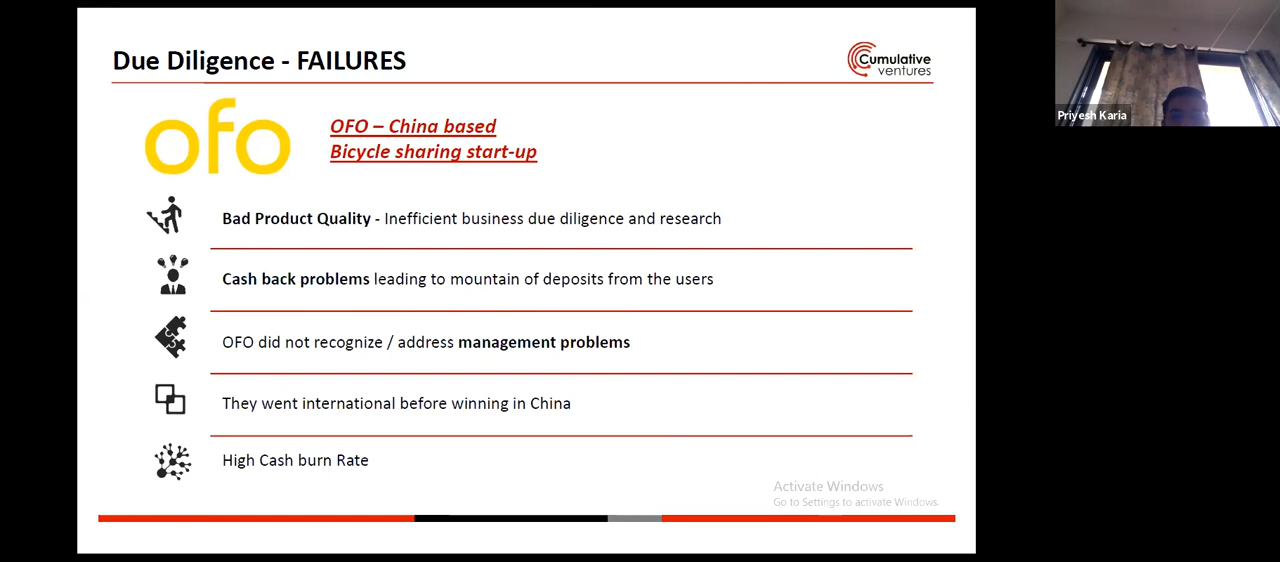 Due Diligence - FAILURES
Cumulative
ventures
ofo
OFO – China based
Bicycle sharing start-up
Bad Product Quality - Inefficient business due diligence and research
Cash back problems leading to mountain of deposits from the users
OFO did not recognize / address management problems
They went international before winning in China
High Cash burn Rate
Activate Windows
Go to Settings to activate Windows.
Priyesh Karia